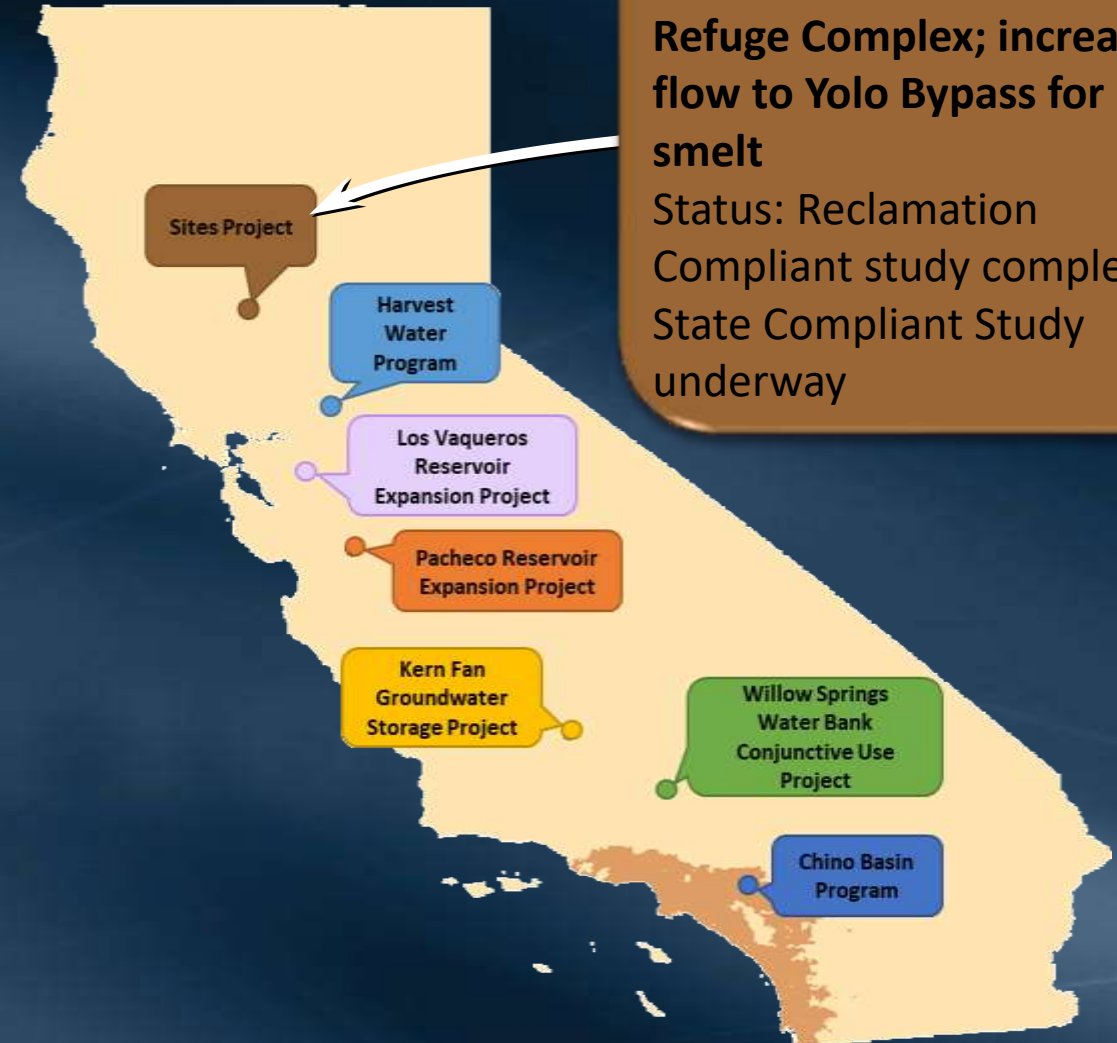 Refuge Complex; increa
flow to Yolo Bypass for
smelt
Status: Reclamation
Compliant study comple
State Compliant Study
underway
Sites Project
Harvest
Water
Program
Los Vaqueros
Reservoir
Expansion Project
Pacheco Reservoir
Expansion Project
Kern Fan
Groundwater
Storage Project
Willow Springs
Water Bank
Conjunctive Use
Project
Chino Basin
Program